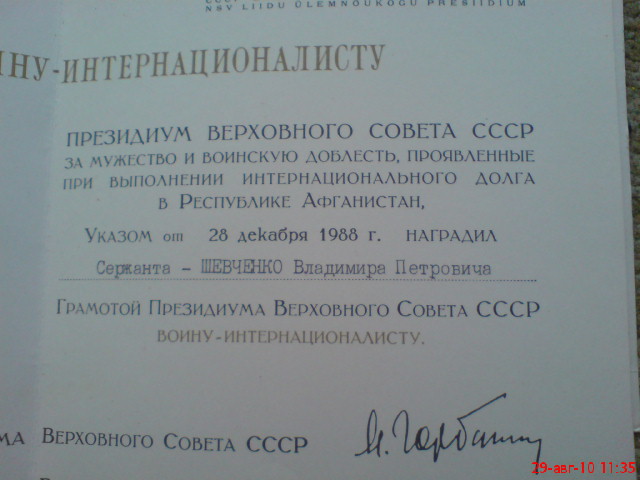 NSV LIIDU ÜLEMNÕUKOGU PRESIIDIUM
ИНУ-ИНТЕРНАЦИОНАЛИСТУ
ПРЕЗИДИУМ ВЕРХОВНОГО СОВЕТА СССР
ЗА МУЖЕСТВО И ВОИНСКУЮ ДОБЛЕСТЬ, ПРОЯВЛЕННЫЕ
ПРИ ВЫПОЛНЕНИИ ИНТЕРНАЦИОНАЛЬНОГО ДОЛГА
В РЕСПУБЛИКЕ АФГАНИСТАН,
УКАЗОМ от 28 декабря 1988 г. НАГРАДИЛ
Сержанта - ШЕВЧЕНКО Владимира Петровича
ГРАМОТОЙ ПРЕЗИДИУМА ВЕРХОВНОГО СОВЕТА СССР
ВОИНУ-ИНТЕРНАЦИОНАЛИСТУ.
МА ВЕРХОВНОГО СОВЕТА СССР
М. Горбачев
29-авг-10 11:35